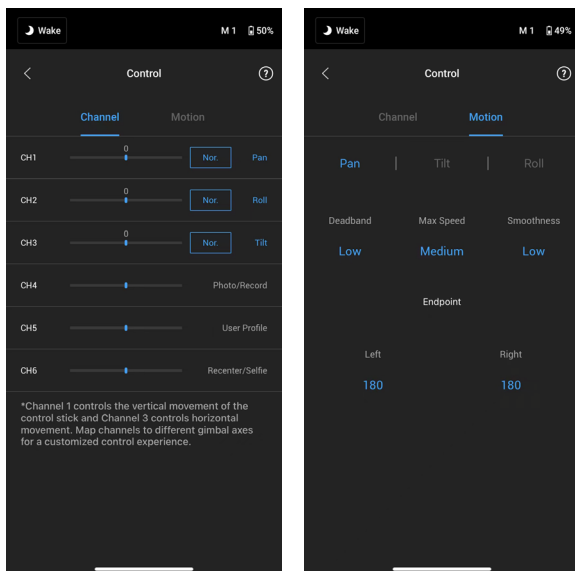 Wake M 1 50%
Control ?
Channel Motion
0
CH1 Nor. Pan
0
CH2 Nor. Roll
0
CH3 Nor. Tilt
CH4 Photo/Record
CH5 User Profile
CH6 Recenter/Selfie
*Channel 1 controls the vertical movement of the
control stick and Channel 3 controls horizontal
movement. Map channels to different gimbal axes
for a customized control experience.
Wake M 1 49%
Control ?
Channel Motion
Pan | Tilt | Roll
Deadband Max Speed Smoothness
Low Medium Low
Endpoint
Left Right
180 180